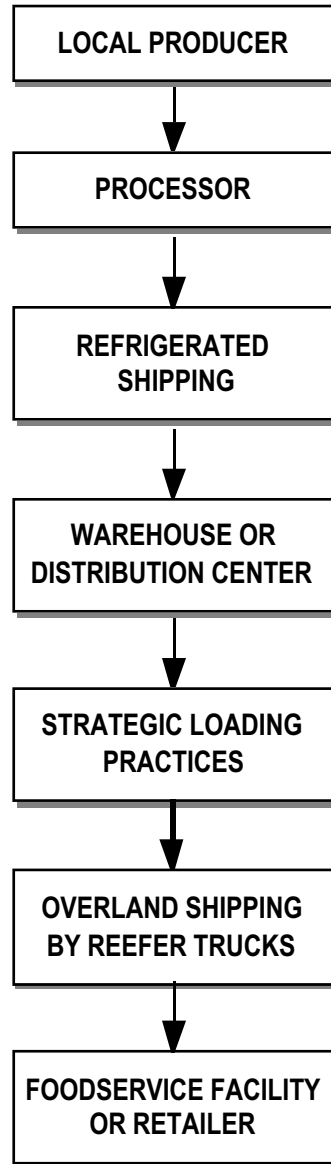 LOCAL PRODUCER
PROCESSOR
REFRIGERATED
SHIPPING
WAREHOUSE OR
DISTRIBUTION CENTER
STRATEGIC LOADING
PRACTICES
OVERLAND SHIPPING
BY REEFER TRUCKS
FOODSERVICE FACILITY
OR RETAILER